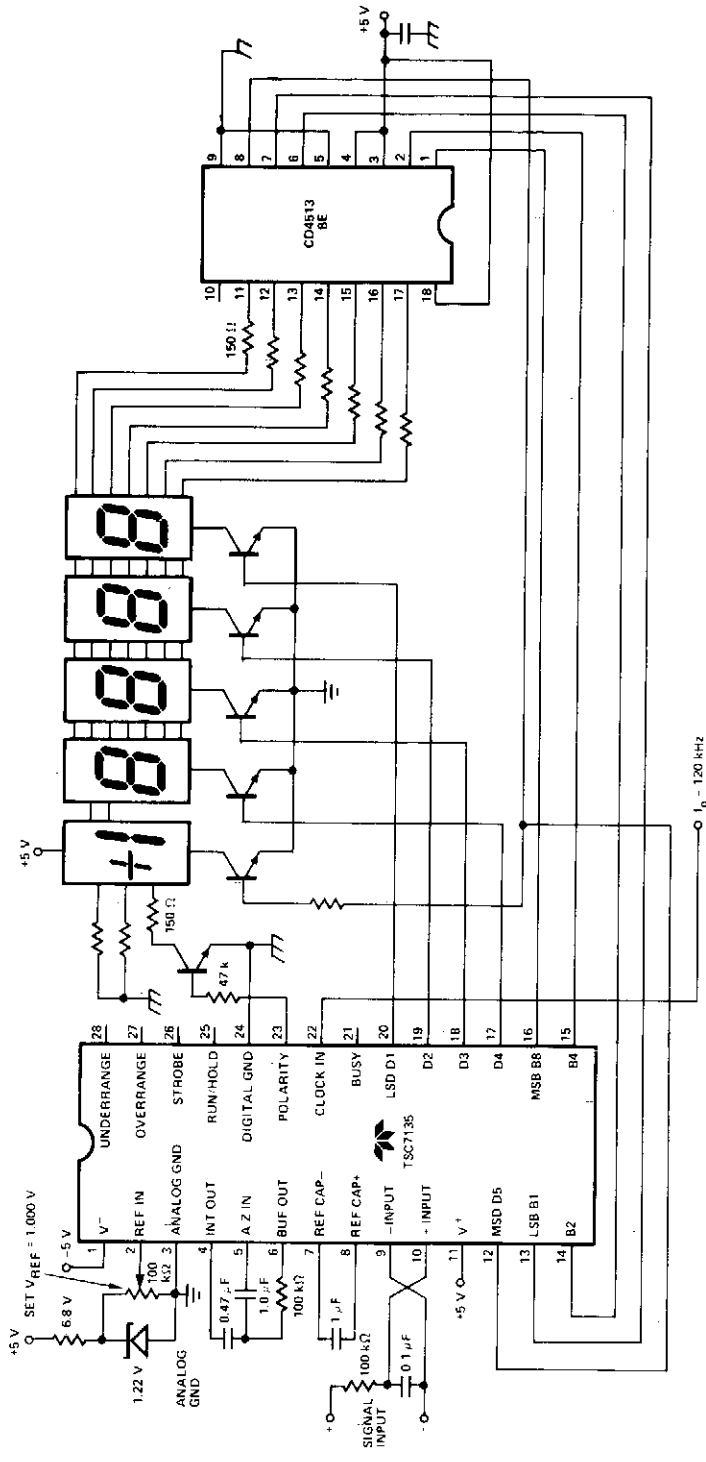 SET VREF = 1.000 V
+5 V
6.8 V
1.22 V
ANALOG
GND
100
kΩ
−5 V
0.47 µF
1.0 µF
100 kΩ
1 µF
100 kΩ
0.1 µF
+
SIGNAL
INPUT
-
+5 V
1 V−
2 REF IN
3 ANALOG GND
4 INT OUT
5 A Z IN
6 BUF OUT
7 REF CAP−
8 REF CAP+
9 −INPUT
10 + INPUT
11 V+
12 MSD D5
13 LSB B1
14 B2
TSC7135
UNDERRANGE 28
OVERRANGE 27
STROBE 26
RUN/HOLD 25
DIGITAL GND 24
POLARITY 23
CLOCK IN 22
BUSY 21
LSD D1 20
D2 19
D3 18
D4 17
MSB B8 16
B4 15
47 k
150 Ω
+5 V
+1 8 8 8 8
150 Ω
10
11
12
13
14
15
16
17
18
CD4513
BE
9
8
7
6
5
4
3
2
1
+5 V
120 kHz